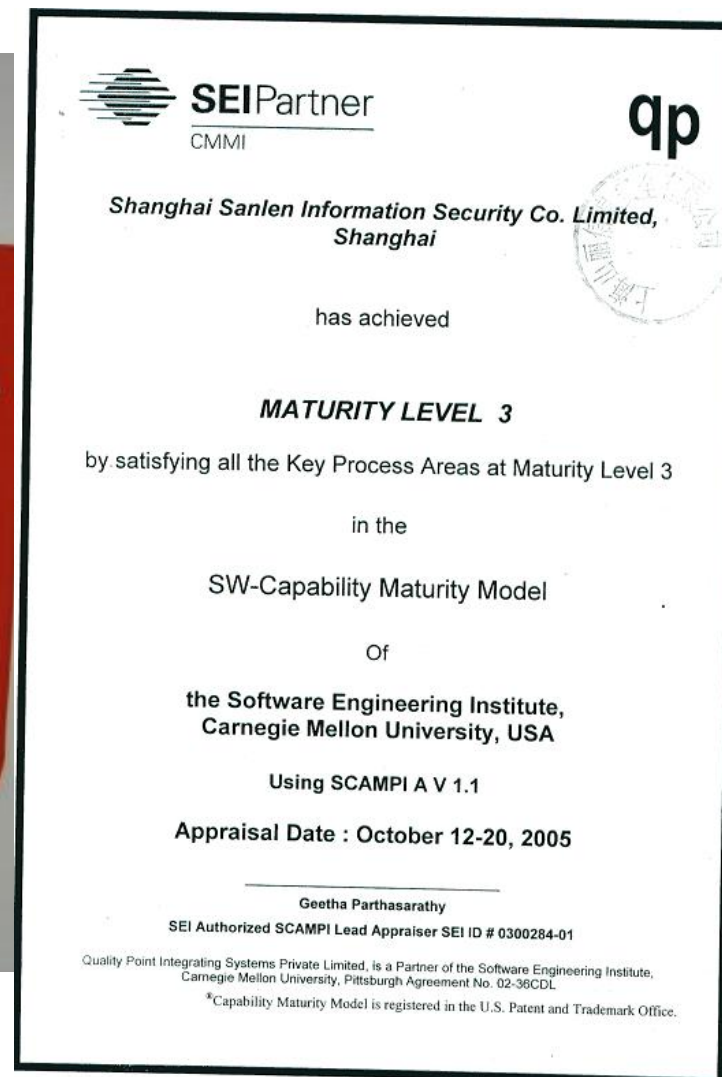 SEIPartner
CMMI
qp
Shanghai Sanlen Information Security Co. Limited,
Shanghai
has achieved
MATURITY LEVEL 3
by satisfying all the Key Process Areas at Maturity Level 3
in the
SW-Capability Maturity Model
Of
the Software Engineering Institute,
Carnegie Mellon University, USA
Using SCAMPI A V 1.1
Appraisal Date : October 12-20, 2005
Geetha Parthasarathy
SEI Authorized SCAMPI Lead Appraiser SEI ID # 0300284-01
Quality Point Integrating Systems Private Limited, is a Partner of the Software Engineering Institute,
Carnegie Mellon University, Pittsburgh Agreement No. 02-36CDL
®Capability Maturity Model is registered in the U.S. Patent and Trademark Office.